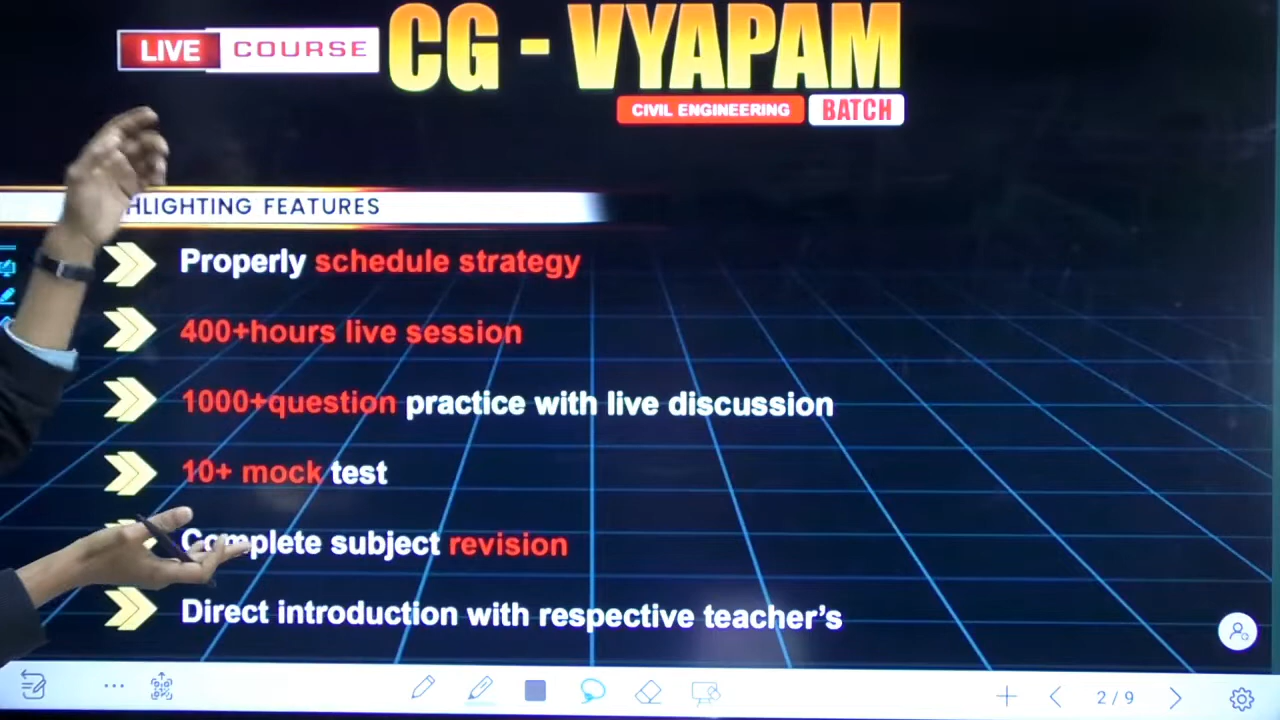 LIVE COURSE CG - VYAPAM
CIVIL ENGINEERING BATCH
HLIGHTING FEATURES
Properly schedule strategy
400+hours live session
1000+question practice with live discussion
10+ mock test
Complete subject revision
Direct introduction with respective teacher's
2 / 9